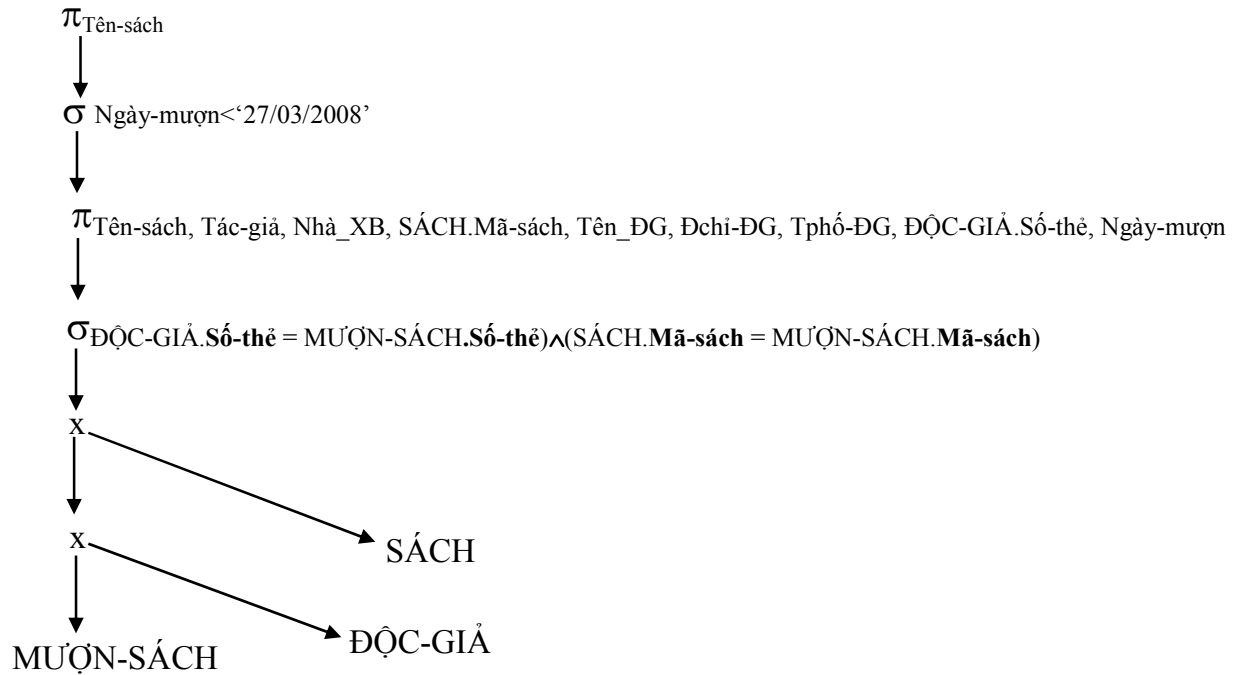 πTên-sách
σ Ngày-mượn<‘27/03/2008’
πTên-sách, Tác-giả, Nhà_XB, SÁCH.Mã-sách, Tên_ĐG, Đchỉ-ĐG, Tphố-ĐG, ĐỘC-GIẢ.Số-thẻ, Ngày-mượn
σĐỘC-GIẢ.Số-thẻ = MƯỢN-SÁCH.Số-thẻ)∧(SÁCH.Mã-sách = MƯỢN-SÁCH.Mã-sách)
x
x
SÁCH
ĐỘC-GIẢ
MƯỢN-SÁCH